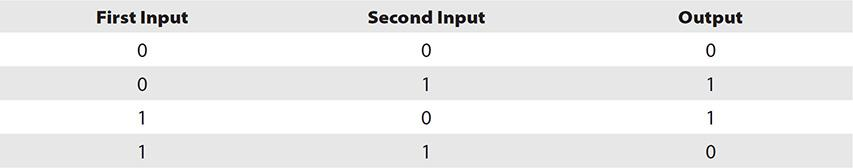 First Input Second Input Output
0 0 0
0 1 1
1 0 1
1 1 0